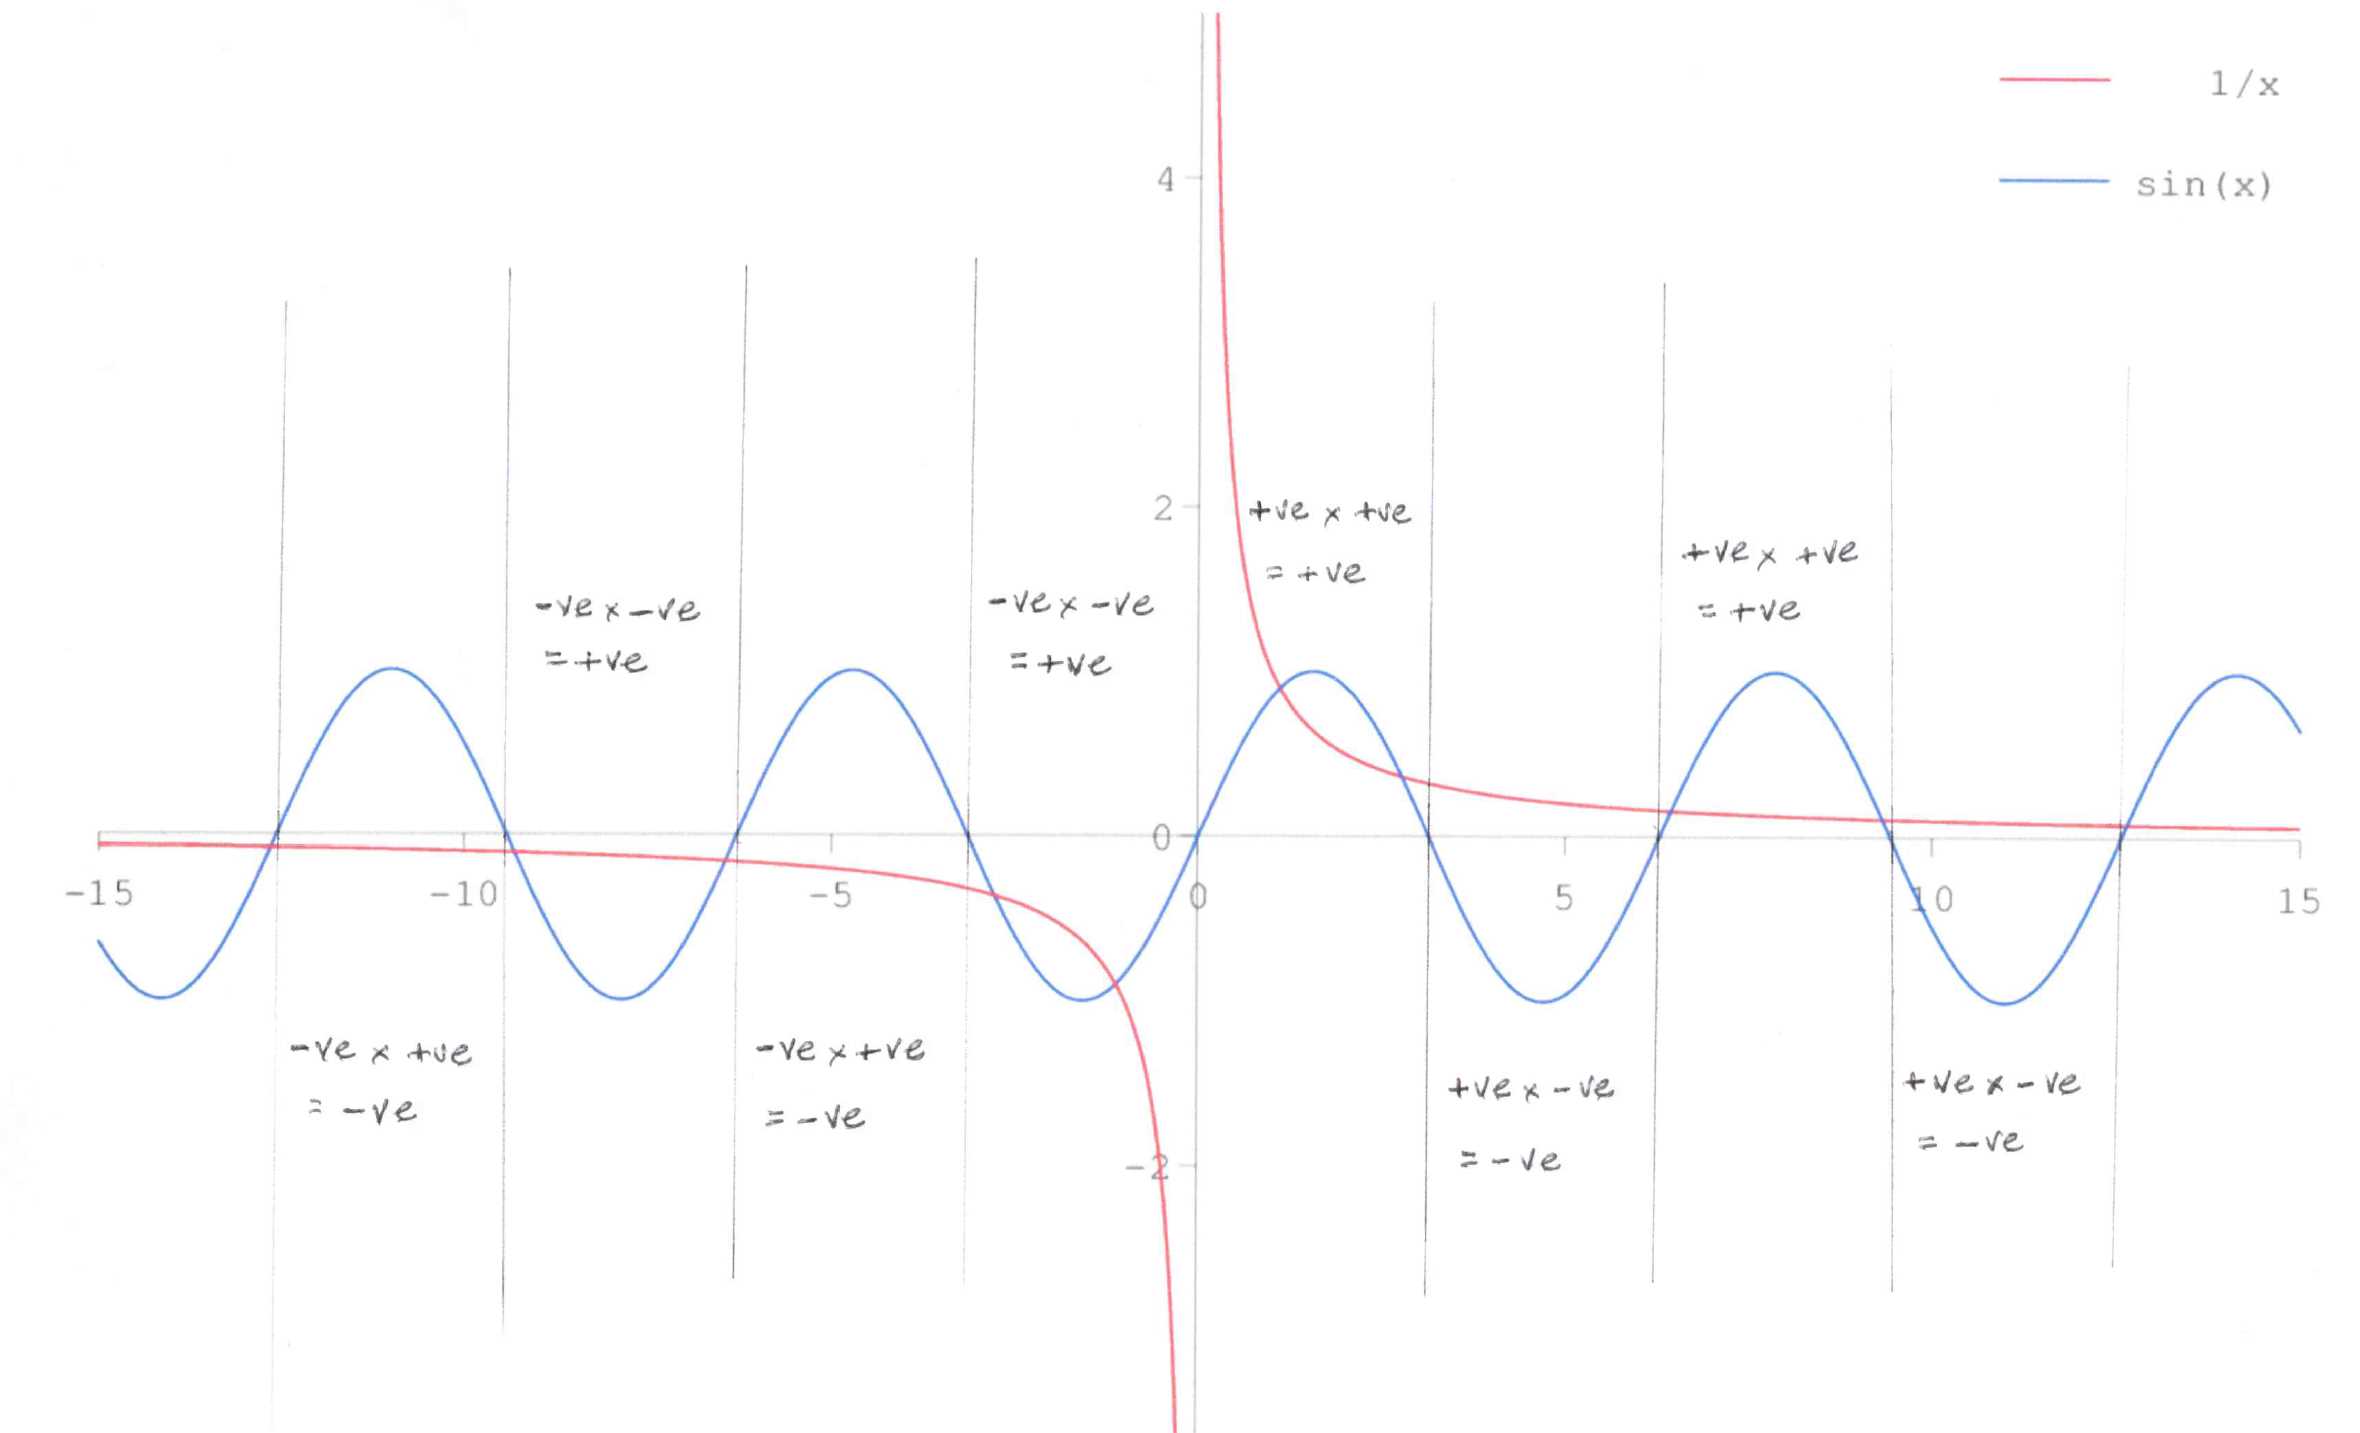 1/x
sin(x)
4
2
+ve x +ve
= +ve
+ve x +ve
= +ve
-ve x -ve
= +ve
-ve x -ve
= +ve
0
-15
-10
-5
0
5
10
15
-ve x +ve
= -ve
-ve x +ve
= -ve
+ve x -ve
= -ve
+ve x -ve
= -ve
-2